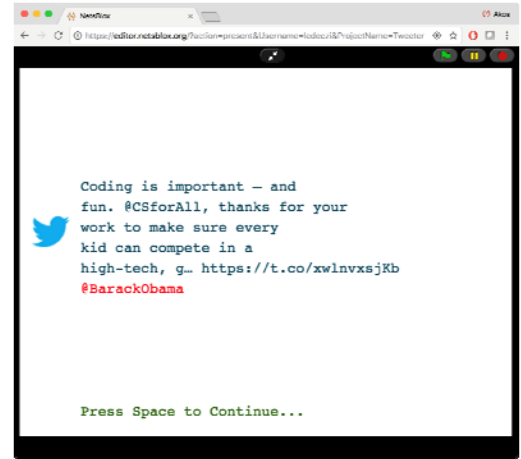 NetsBlox
Akos
https://editor.netsblox.org/?action=present&Username=ledeczi&ProjectName=Tweeter
Coding is important — and
fun. @CSforAll, thanks for your
work to make sure every
kid can compete in a
high-tech, g… https://t.co/xwlnvxsjKb
@BarackObama
Press Space to Continue...